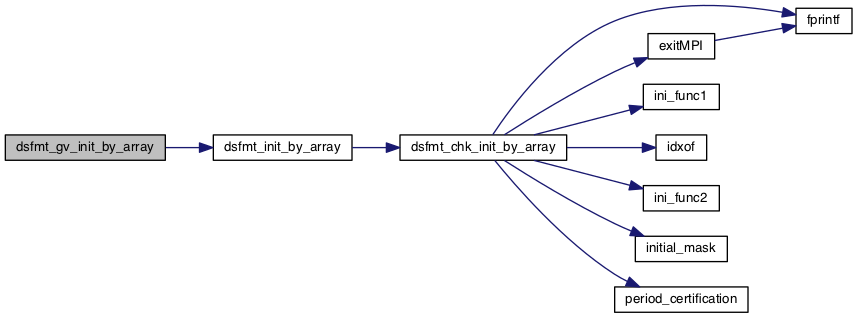 fprintf
exitMPI
ini_func1
dsfmt_gv_init_by_array
dsfmt_init_by_array
dsfmt_chk_init_by_array
idxof
ini_func2
initial_mask
period_certification